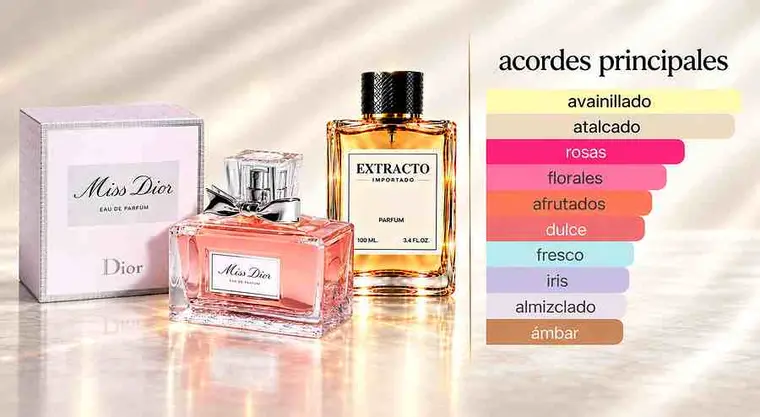 Miss Dior
EAU DE PARFUM
Dior
Miss Dior
EAU DE PARFUM
EXTRACTO
IMPORTADO
PARFUM
100 ML. 3.4 FL.OZ.
acordes principales
avainillado
atalcado
rosas
florales
afrutados
dulce
fresco
iris
almizclado
ámbar